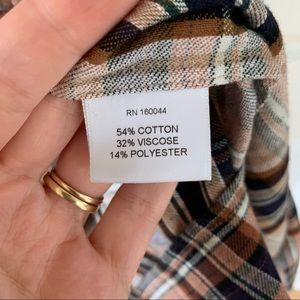 RN 160044
54% COTTON
32% VISCOSE
14% POLYESTER